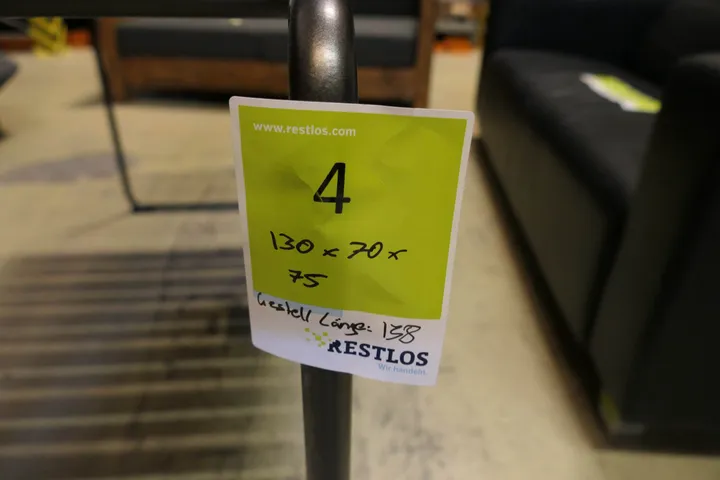 www.restlos.com
4
130 x 70 x
75
Gestell Länge: 138
RESTLOS
Wir handeln.